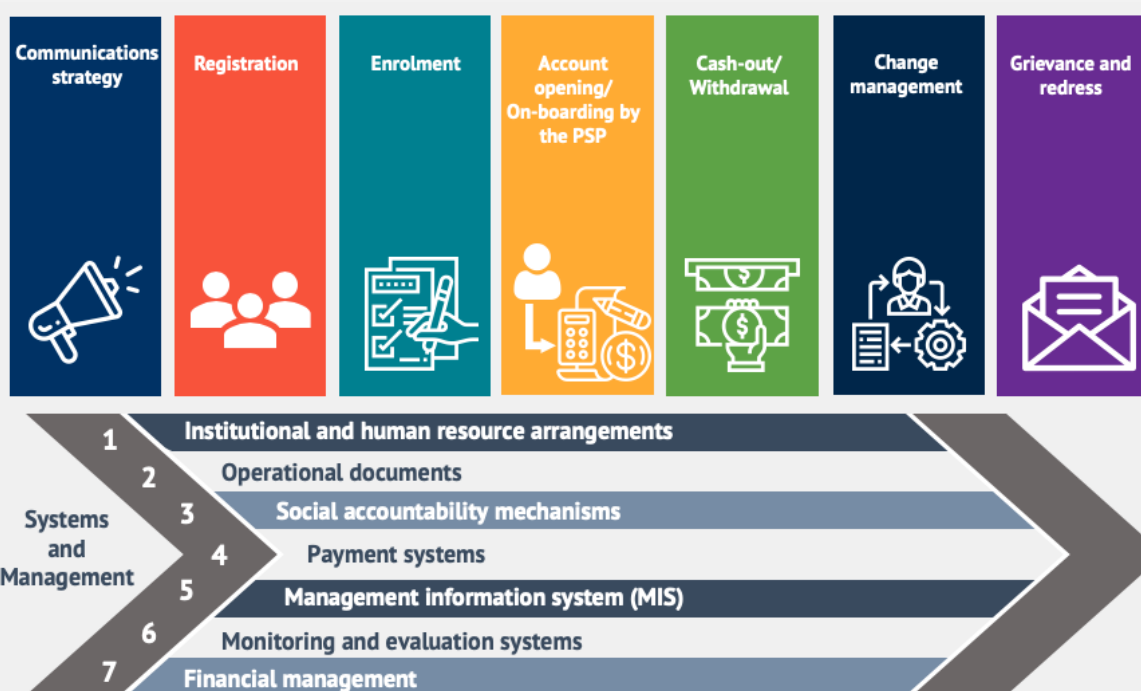 Communications
strategy
Registration
Enrolment
Account
opening/
On-boarding by
the PSP
Cash-out/
Withdrawal
Change
management
Grievance and
redress
Systems
and
Management
1
Institutional and human resource arrangements
2
Operational documents
3
Social accountability mechanisms
4
Payment systems
5
Management information system (MIS)
6
Monitoring and evaluation systems
7
Financial management